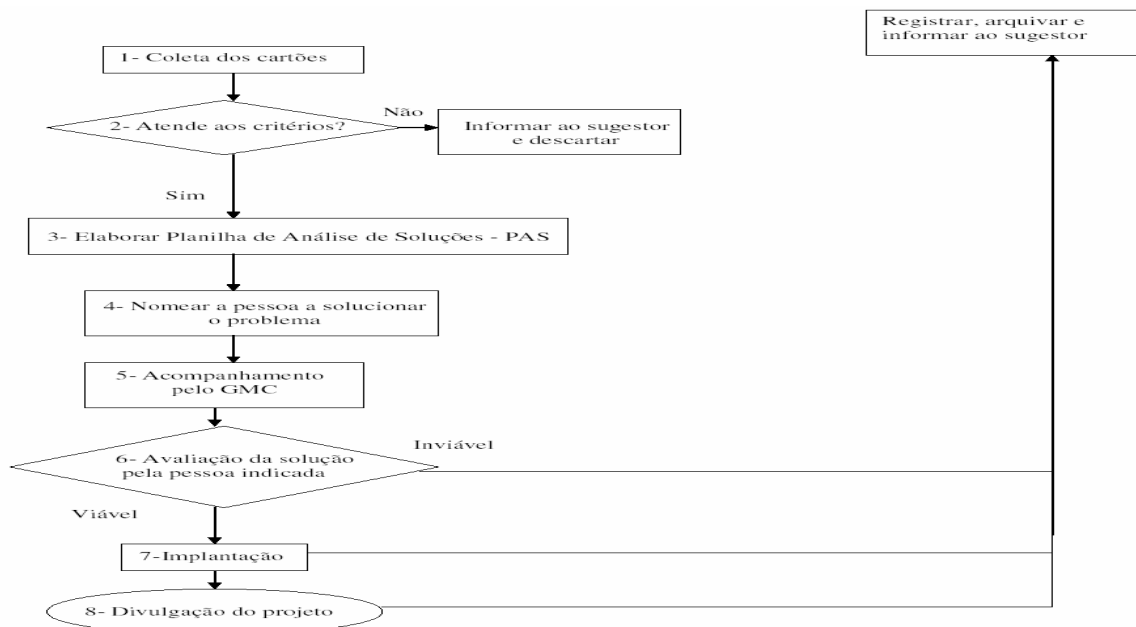 Registrar, arquivar e
informar ao sugestor
1- Coleta dos cartões
2- Atende aos critérios?
Não
Informar ao sugestor
e descartar
Sim
3- Elaborar Planilha de Análise de Soluções - PAS
4- Nomear a pessoa a solucionar
o problema
5- Acompanhamento
pelo GMC
6- Avaliação da solução
pela pessoa indicada
Inviável
Viável
7-Implantação
8- Divulgação do projeto